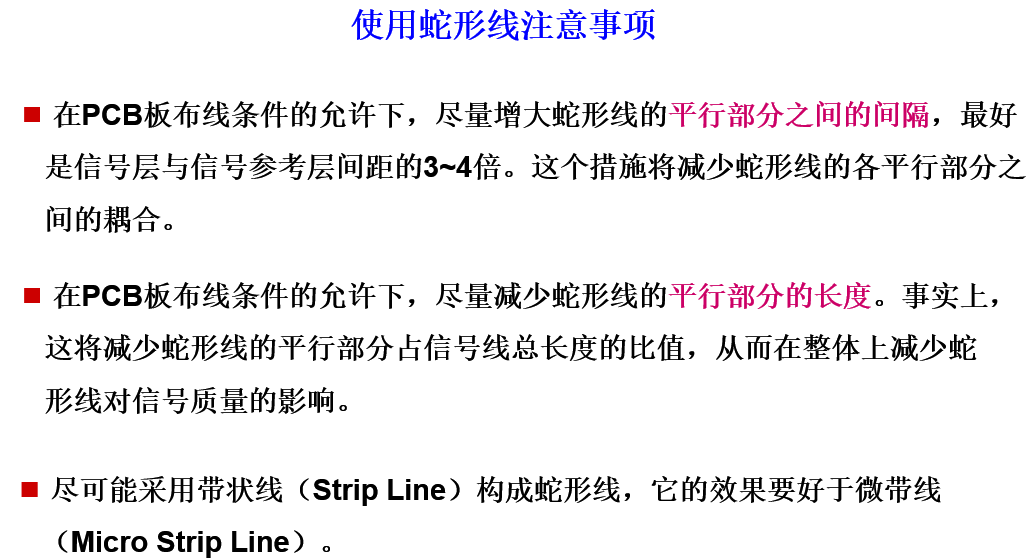 使用蛇形线注意事项
■ 在PCB板布线条件的允许下，尽量增大蛇形线的平行部分之间的间隔，最好
是信号层与信号参考层间距的3~4倍。这个措施将减少蛇形线的各平行部分之
间的耦合。
■ 在PCB板布线条件的允许下，尽量减少蛇形线的平行部分的长度。事实上，
这将减少蛇形线的平行部分占信号线总长度的比值，从而在整体上减少蛇
形线对信号质量的影响。
■ 尽可能采用带状线（Strip Line）构成蛇形线，它的效果要好于微带线
（Micro Strip Line）。